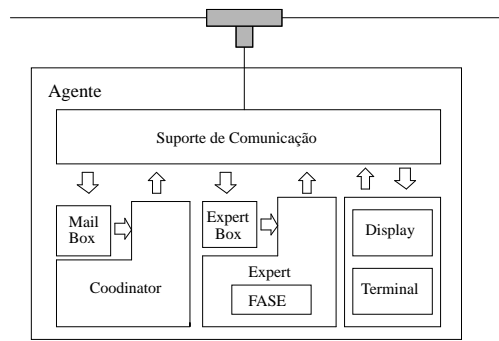 Agente
Suporte de Comunicação
Mail
Box
Expert
Box
Display
Coodinator
Expert
FASE
Terminal